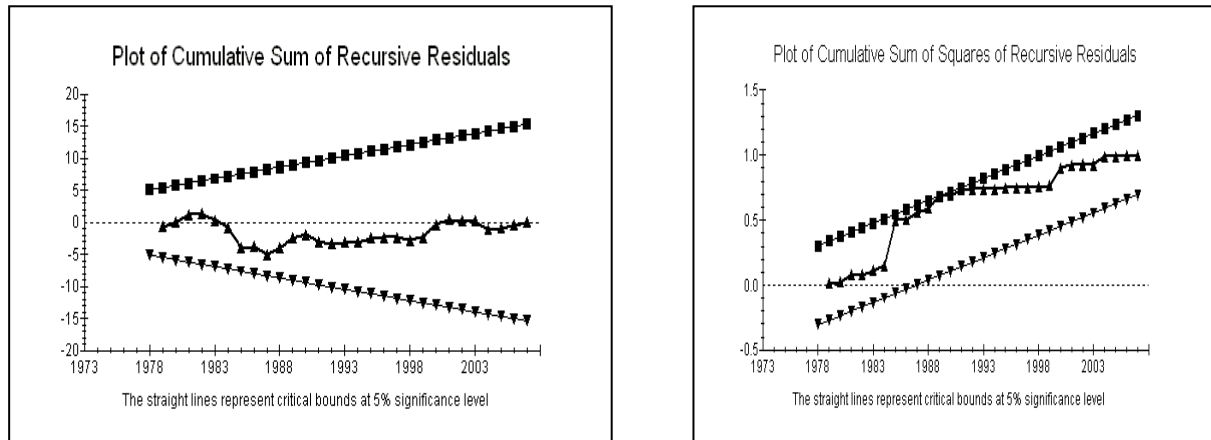 Plot of Cumulative Sum of Recursive Residuals
20
15
10
5
0
-5
-10
-15
-20
1973 1978 1983 1988 1993 1998 2003
The straight lines represent critical bounds at 5% significance level
Plot of Cumulative Sum of Squares of Recursive Residuals
1.5
1.0
0.5
0.0
-0.5
1973 1978 1983 1988 1993 1998 2003
The straight lines represent critical bounds at 5% significance level